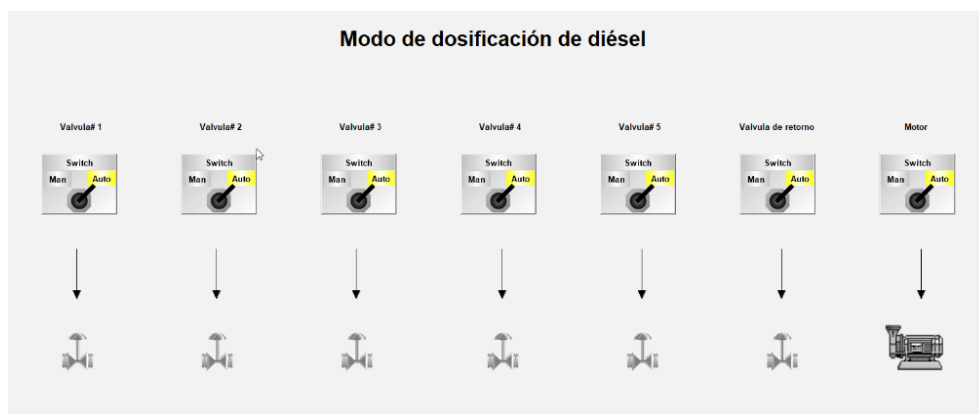 Modo de dosificación de diésel
Valvula# 1 Valvula# 2 Valvula# 3 Valvula# 4 Valvula# 5 Valvula de retorno Motor
Switch Switch Switch Switch Switch Switch Switch
Man Auto Man Auto Man Auto Man Auto Man Auto Man Auto Man Auto